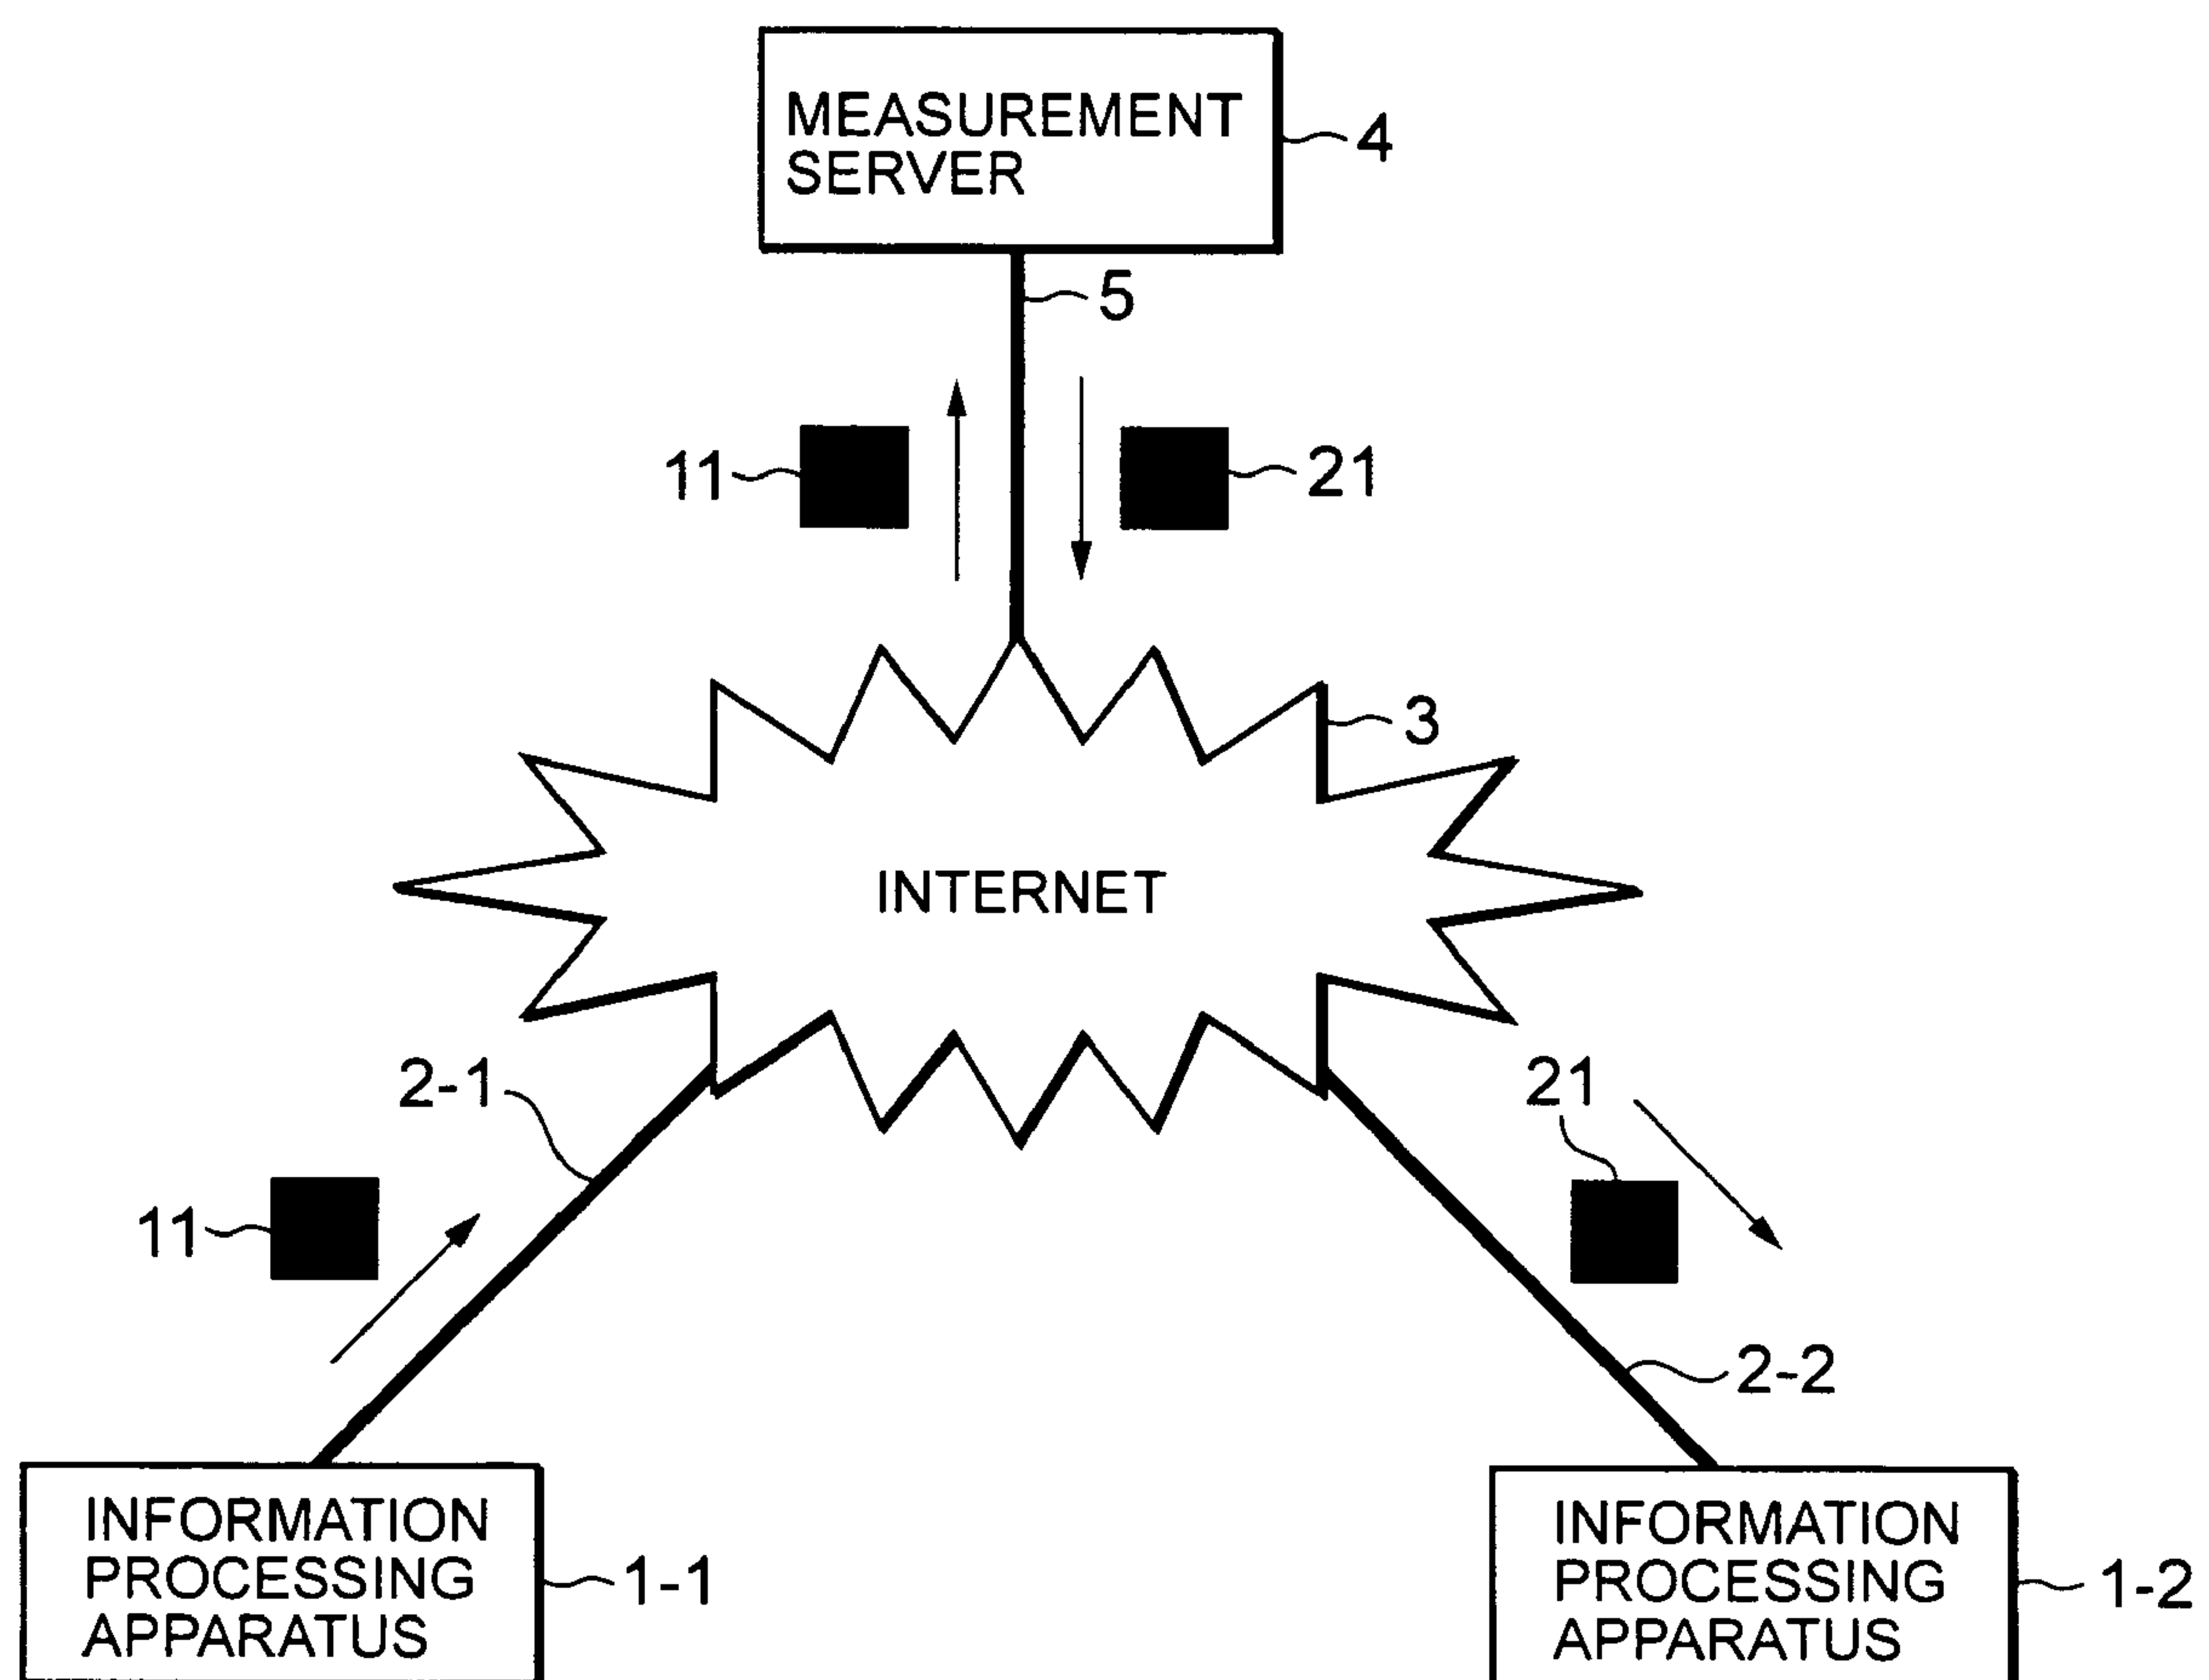 MEASUREMENT
SERVER
4
5
11
21
3
INTERNET
2-1
21
11
2-2
INFORMATION
PROCESSING
APPARATUS
1-1
INFORMATION
PROCESSING
APPARATUS
1-2